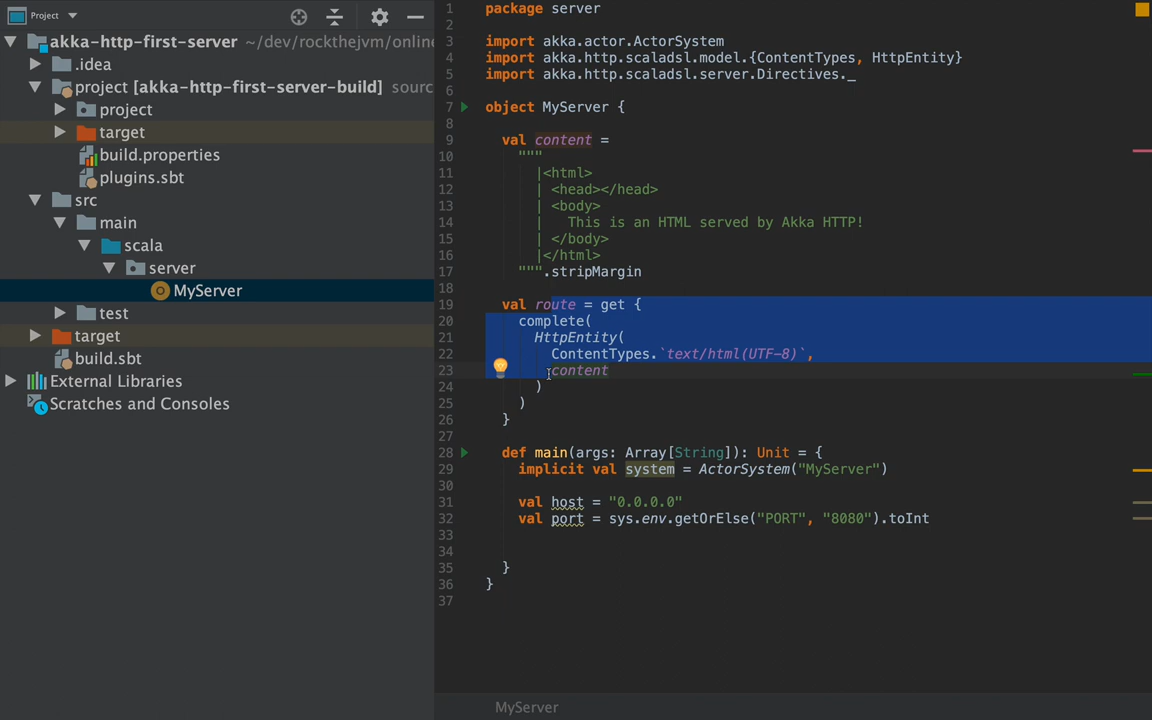 Project
akka-http-first-server ~/dev/rockthejvm/online
.idea
project [akka-http-first-server-build] sourc
project
target
build.properties
plugins.sbt
src
main
scala
server
MyServer
test
target
build.sbt
External Libraries
Scratches and Consoles
1 package server
2
3 import akka.actor.ActorSystem
4 import akka.http.scaladsl.model.{ContentTypes, HttpEntity}
5 import akka.http.scaladsl.server.Directives._
6
7 object MyServer {
8
9 val content =
10 """
11 |<html>
12 | <head></head>
13 | <body>
14 | This is an HTML served by Akka HTTP!
15 | </body>
16 |</html>
17 """.stripMargin
18
19 val route = get {
20 complete(
21 HttpEntity(
22 ContentTypes.`text/html(UTF-8)`,
23 content
24 )
25 )
26 }
27
28 def main(args: Array[String]): Unit = {
29 implicit val system = ActorSystem("MyServer")
30
31 val host = "0.0.0.0"
32 val port = sys.env.getOrElse("PORT", "8080").toInt
33
34
35 }
36 }
37
MyServer